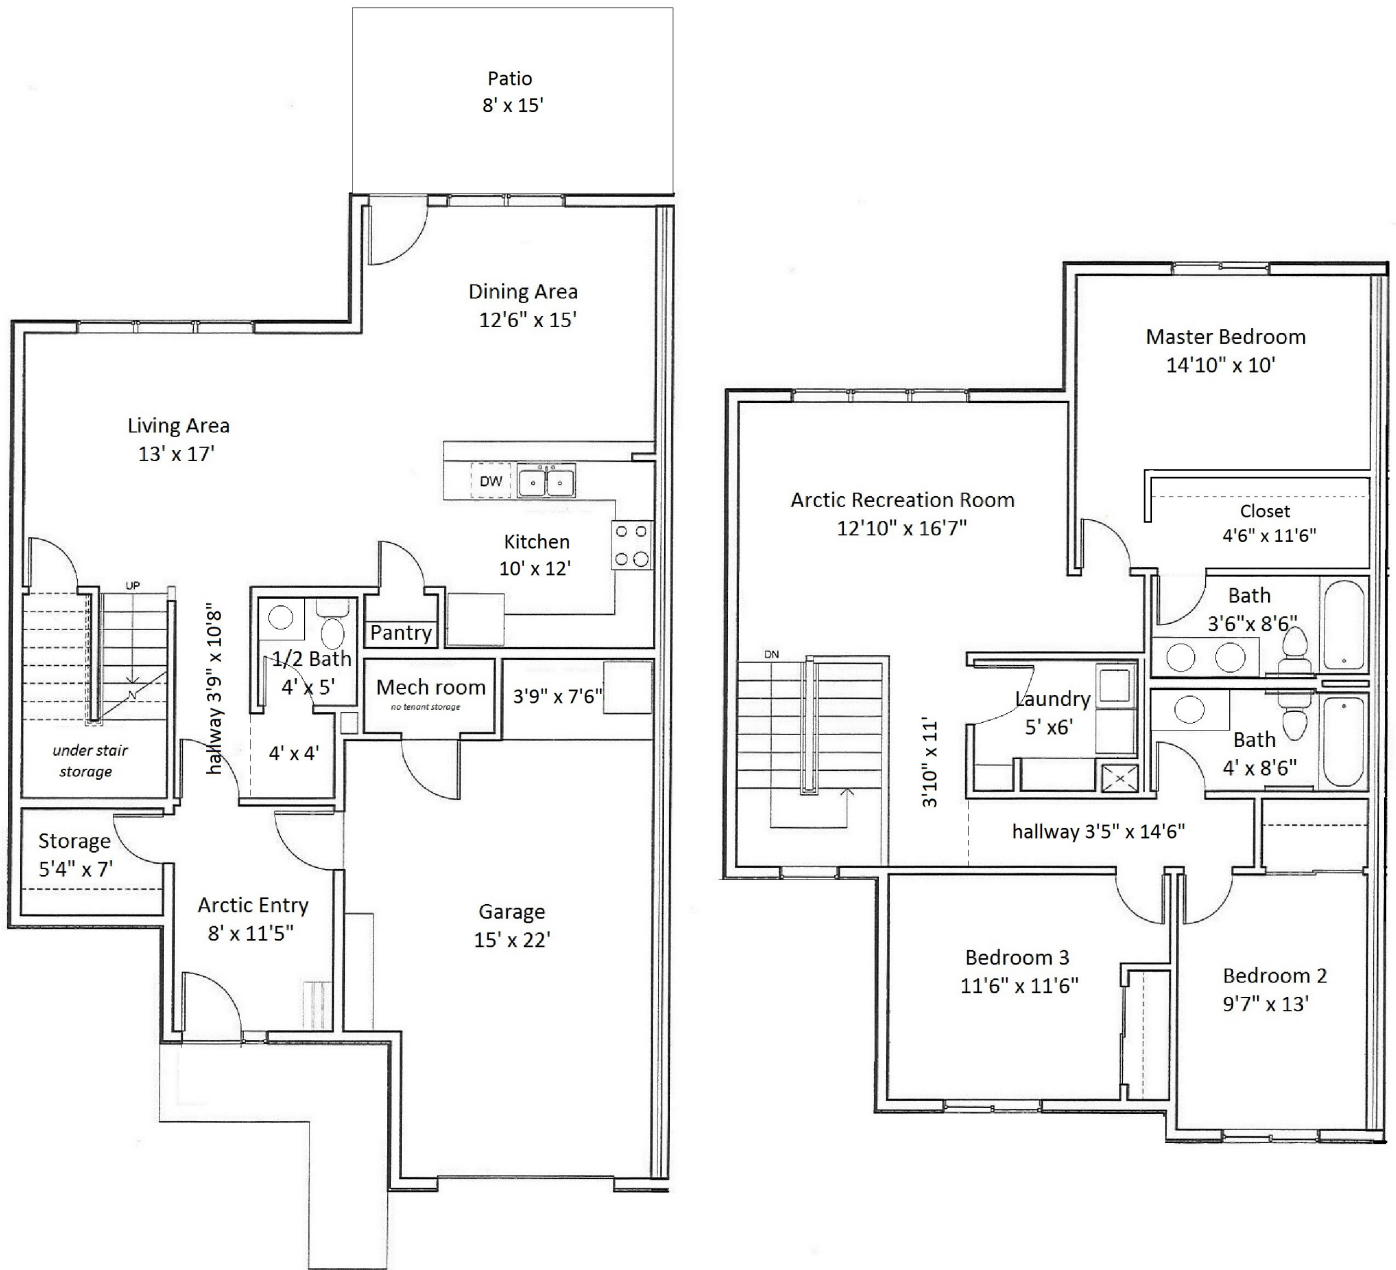 Patio
8' x 15'
Dining Area
12'6" x 15'
Living Area
13' x 17'
DW
Kitchen
10' x 12'
UP
hallway 3'9" x 10'8"
Pantry
1/2 Bath
4' x 5'
Mech room
no tenant storage
3'9" x 7'6"
N
under stair
storage
4' x 4'
Storage
5'4" x 7'
Arctic Entry
8' x 11'5"
Garage
15' x 22'
Master Bedroom
14'10" x 10'
Arctic Recreation Room
12'10" x 16'7"
Closet
4'6" x 11'6"
Bath
3'6"x 8'6"
DN
Laundry
5' x6'
3'10" x 11'
Bath
4' x 8'6"
hallway 3'5" x 14'6"
Bedroom 3
11'6" x 11'6"
Bedroom 2
9'7" x 13'